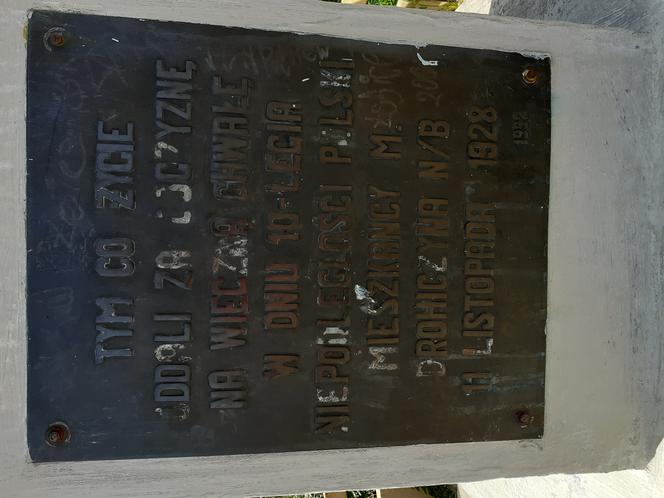 TYM CO ŻYCIE
ODDALI ZA OJCZYZNĘ
NA WIECZNĄ CHWAŁĘ
W DNIU 10-LECIA
NIEPODLEGŁOŚCI POLSKI
MIESZKAŃCY M.
DROHICZYNA N/B
11 LISTOPADA 1928
1992